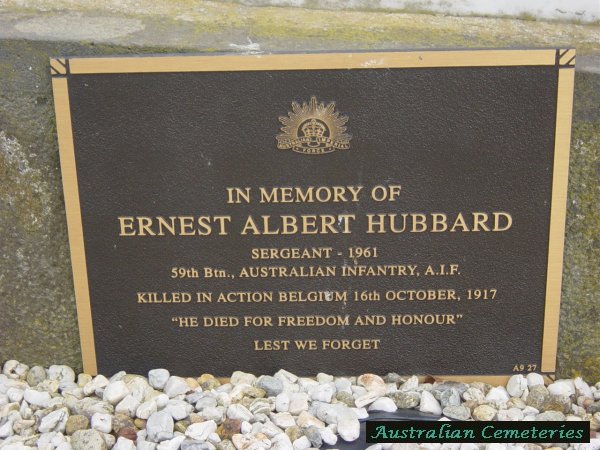 IN MEMORY OF
ERNEST ALBERT HUBBARD
SERGEANT - 1961
59th Btn., AUSTRALIAN INFANTRY, A.I.F.
KILLED IN ACTION BELGIUM 16th OCTOBER, 1917
"HE DIED FOR FREEDOM AND HONOUR"
LEST WE FORGET
A9 27
Australian Cemeteries